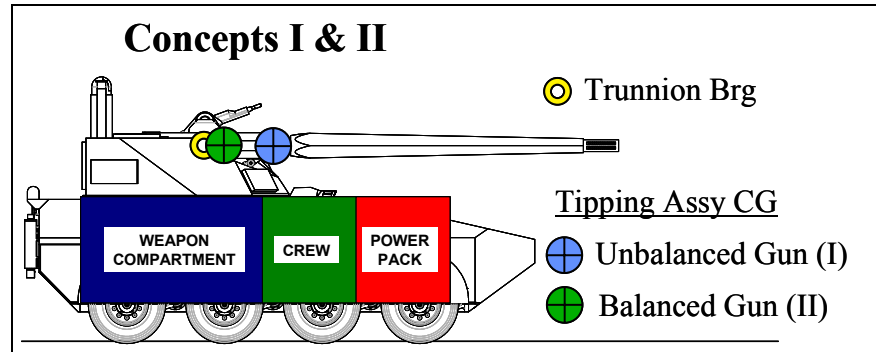 Concepts I & II
Trunnion Brg
Tipping Assy CG
Unbalanced Gun (I)
Balanced Gun (II)
WEAPON
COMPARTMENT
CREW
POWER
PACK